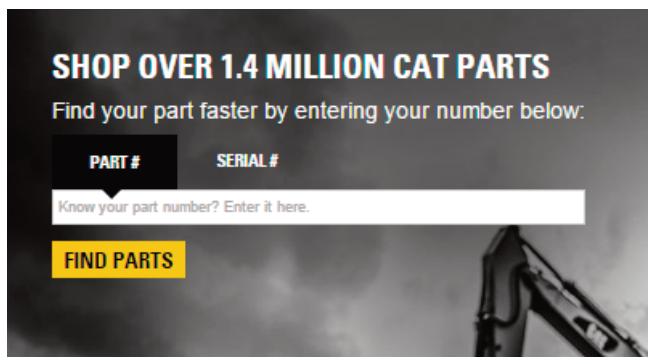 SHOP OVER 1.4 MILLION CAT PARTS
Find your part faster by entering your number below:
PART # SERIAL #
Know your part number? Enter it here.
FIND PARTS